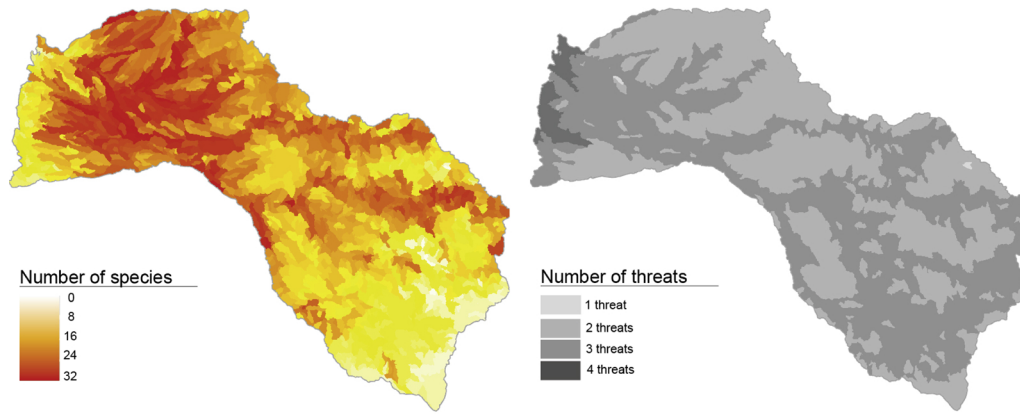 Number of species
0
8
16
24
32
Number of threats
1 threat
2 threats
3 threats
4 threats